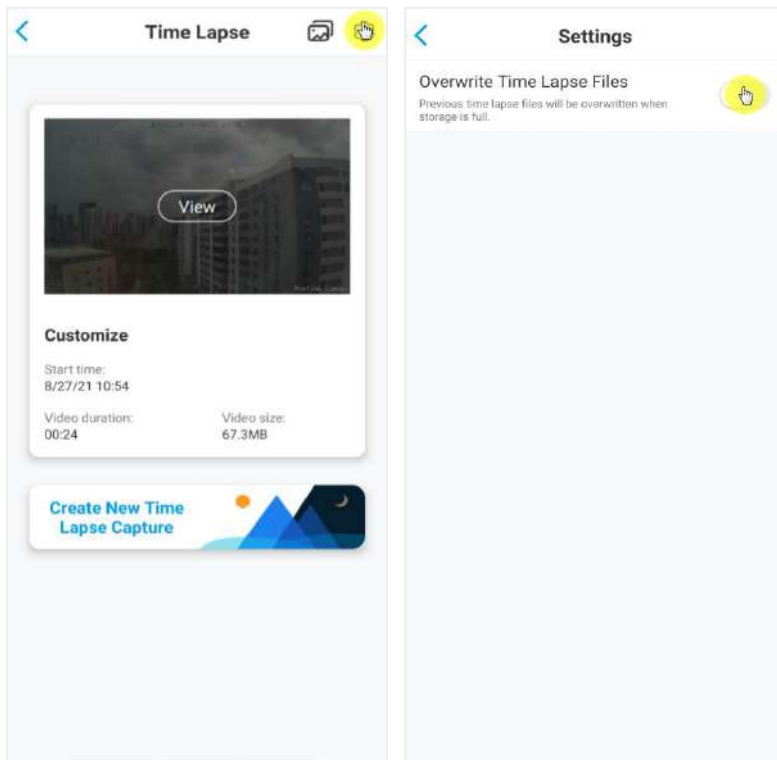 Time Lapse
View
Customize
Start time:
8/27/21 10:54
Video duration:
Video size:
00:24
67.3MB
Create New Time
Lapse Capture
Settings
Overwrite Time Lapse Files
Previous time lapse files will be overwritten when
storage is full.